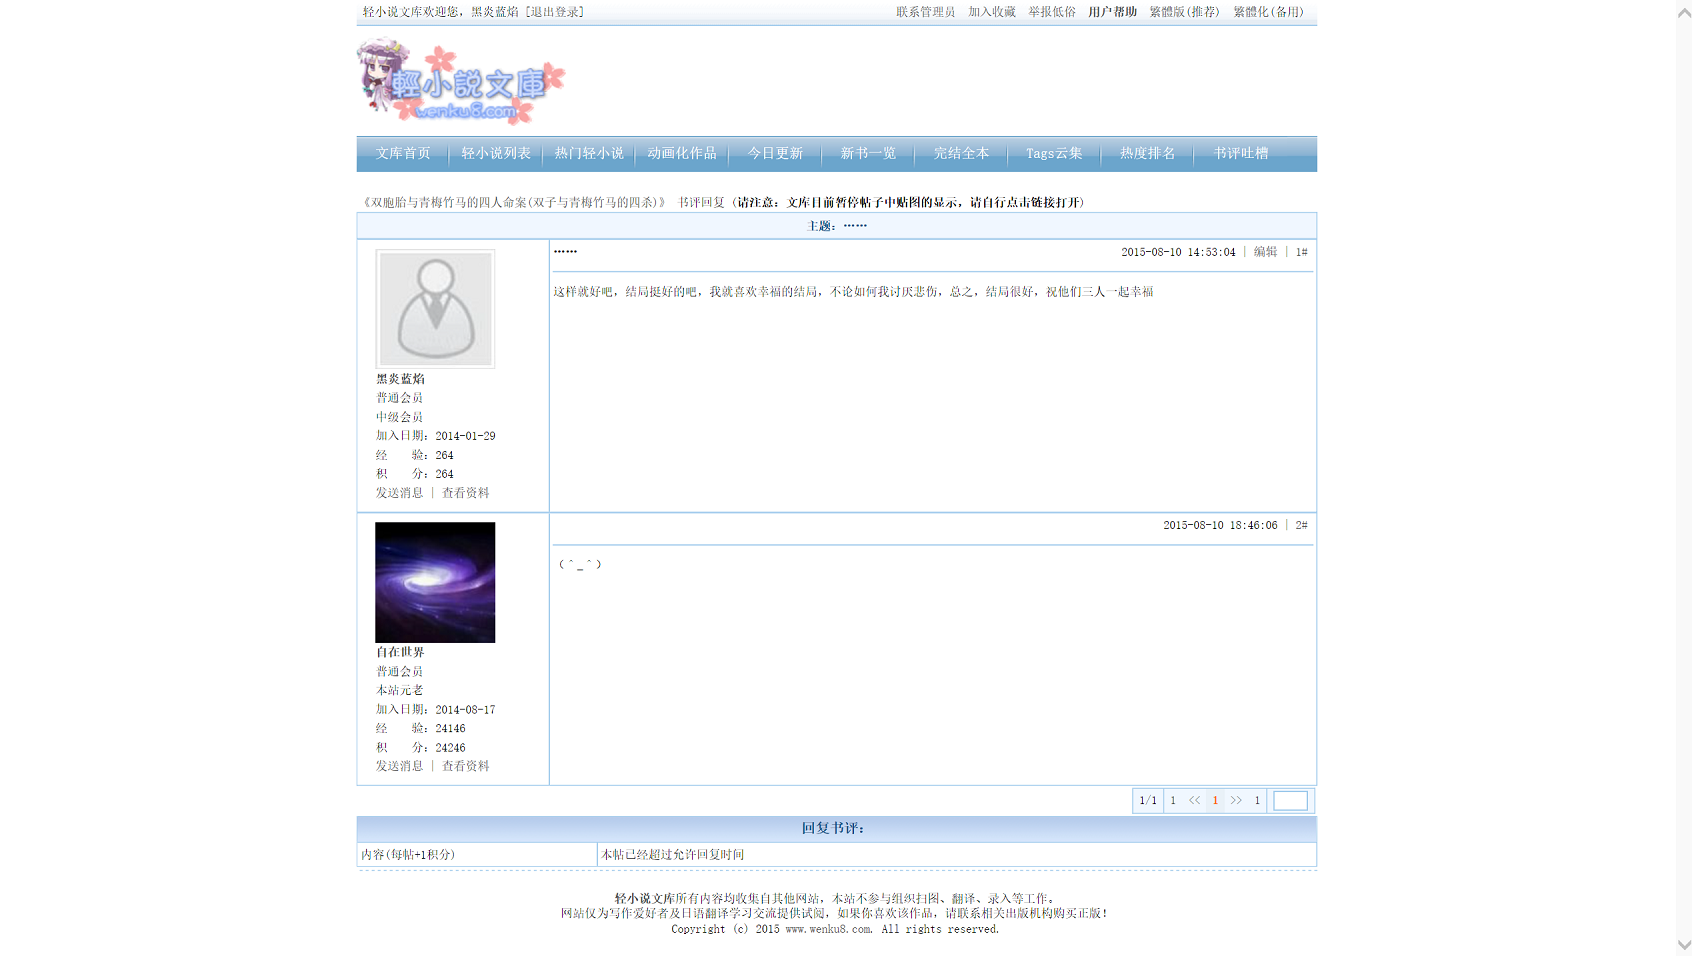 轻小说文库欢迎您，黑炎蓝焰 [退出登录]
联系管理员 加入收藏 举报低俗 用户帮助 繁體版(推荐) 繁體化(备用)
輕小説文庫
wenku8.com
文库首页 轻小说列表 热门轻小说 动画化作品 今日更新 新书一览 完结全本 Tags云集 热度排名 书评吐槽
《双胞胎与青梅竹马的四人命案(双子与青梅竹马的四杀)》 书评回复 (请注意：文库目前暂停帖子中贴图的显示，请自行点击链接打开)
主题：……
…… 2015-08-10 14:53:04 | 编辑 | 1#
这样就好吧，结局挺好的吧，我就喜欢幸福的结局，不论如何我讨厌悲伤，总之，结局很好，祝他们三人一起幸福
黑炎蓝焰
普通会员
中级会员
加入日期：2014-01-29
经　　验：264
积　　分：264
发送消息 | 查看资料
2015-08-10 18:46:06 | 2#
（＾_＾）
自在世界
普通会员
本站元老
加入日期：2014-08-17
经　　验：24146
积　　分：24246
发送消息 | 查看资料
1/1 1 << 1 >> 1
回复书评：
内容(每帖+1积分) 本帖已经超过允许回复时间
轻小说文库所有内容均收集自其他网站，本站不参与组织扫图、翻译、录入等工作。
网站仅为写作爱好者及日语翻译学习交流提供试阅，如果你喜欢该作品，请联系相关出版机构购买正版！
Copyright (c) 2015 www.wenku8.com. All rights reserved.